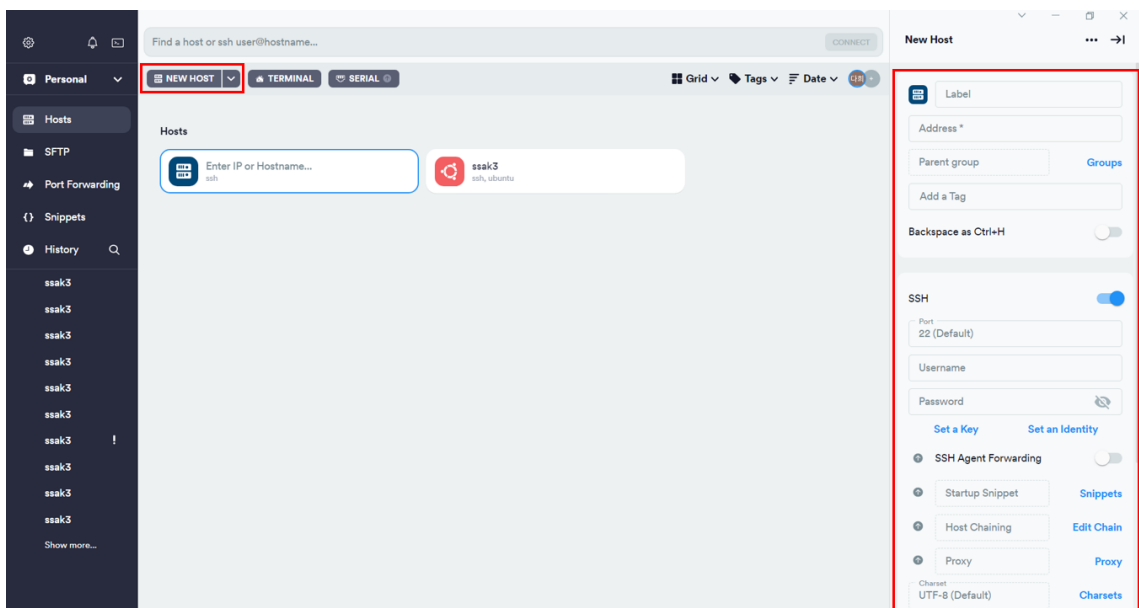 New Host
Find a host or ssh user@hostname...
CONNECT
Personal
NEW HOST
TERMINAL
SERIAL
Grid
Tags
Date
Label
Hosts
Address *
Hosts
SFTP
Enter IP or Hostname...
ssh
ssak3
ssh, ubuntu
Parent group
Groups
Port Forwarding
Add a Tag
Snippets
Backspace as Ctrl+H
History
ssak3
ssak3
ssak3
ssak3
ssak3
ssak3
ssak3 !
ssak3
ssak3
ssak3
Show more...
SSH
Port
22 (Default)
Username
Password
Set a Key
Set an Identity
SSH Agent Forwarding
Startup Snippet
Snippets
Host Chaining
Edit Chain
Proxy
Proxy
Charset
UTF-8 (Default)
Charsets